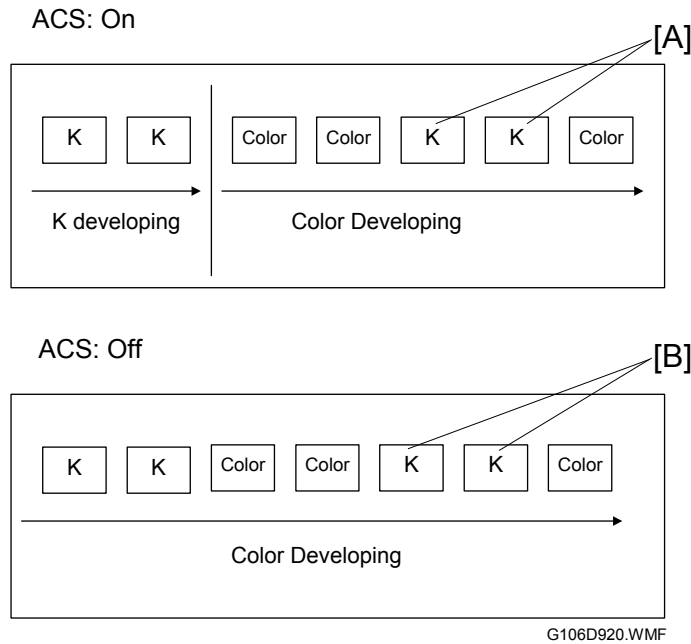 ACS: On
[A]
K K Color Color K K Color
K developing Color Developing
ACS: Off
[B]
K K Color Color K K Color
Color Developing
G106D920.WMF